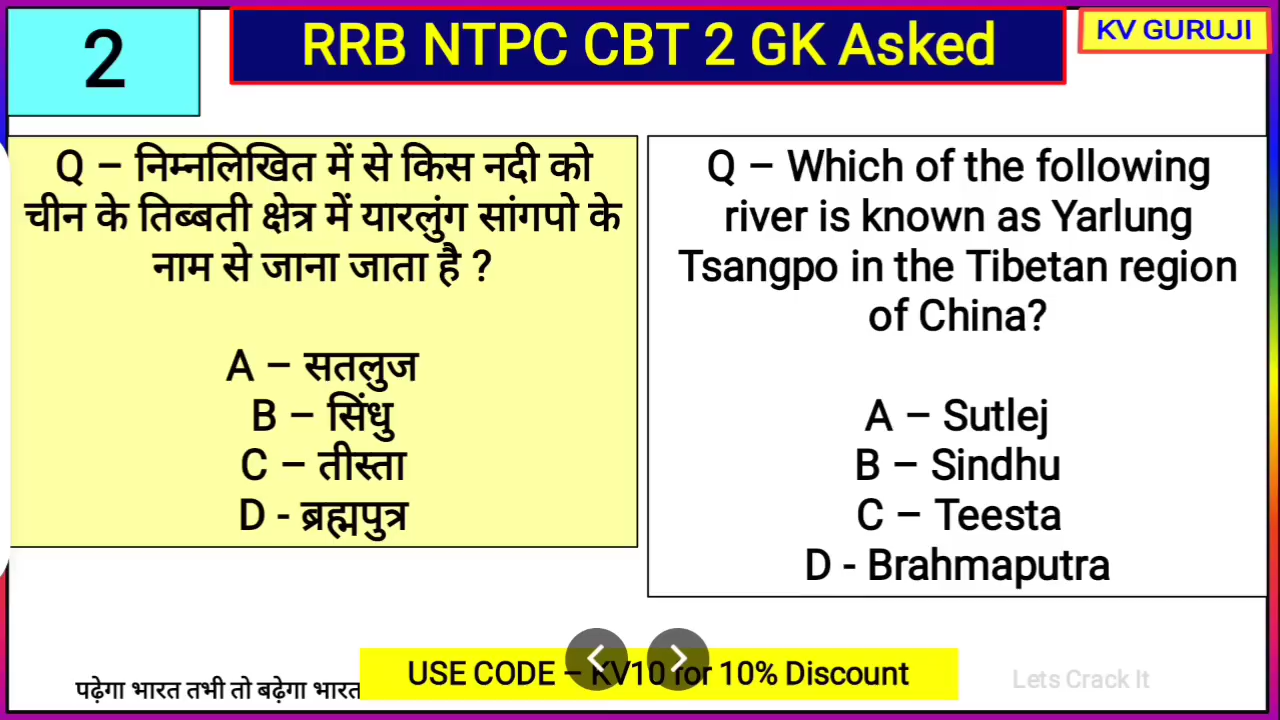 2
RRB NTPC CBT 2 GK Asked
KV GURUJI
Q – निम्नलिखित में से किस नदी को
चीन के तिब्बती क्षेत्र में यारलुंग सांगपो के
नाम से जाना जाता है ?
A – सतलुज
B – सिंधु
C – तीस्ता
D - ब्रह्मपुत्र
Q – Which of the following
river is known as Yarlung
Tsangpo in the Tibetan region
of China?
A – Sutlej
B – Sindhu
C – Teesta
D - Brahmaputra
USE CODE – KV10 for 10% Discount
पढ़ेगा भारत तभी तो बढ़ेगा भारत
Lets Crack It